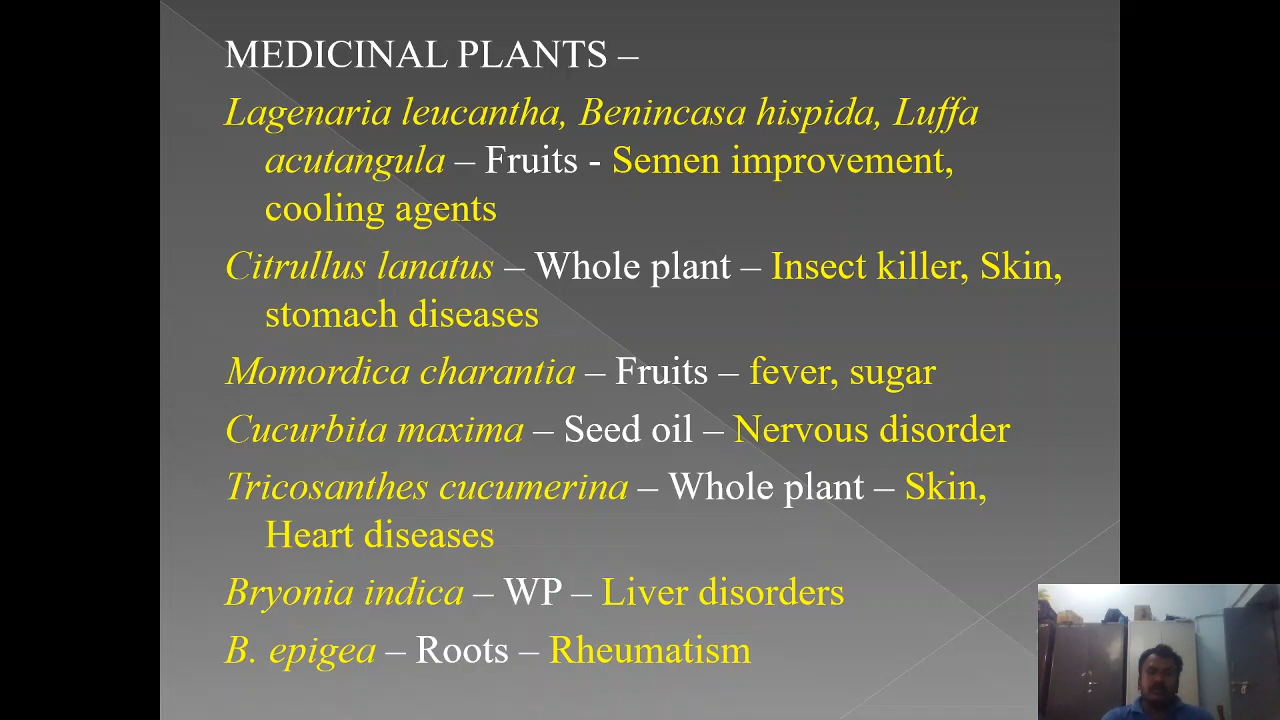 MEDICINAL PLANTS –
Lagenaria leucantha, Benincasa hispida, Luffa
acutangula – Fruits - Semen improvement,
cooling agents
Citrullus lanatus – Whole plant – Insect killer, Skin,
stomach diseases
Momordica charantia – Fruits – fever, sugar
Cucurbita maxima – Seed oil – Nervous disorder
Tricosanthes cucumerina – Whole plant – Skin,
Heart diseases
Bryonia indica – WP – Liver disorders
B. epigea – Roots – Rheumatism